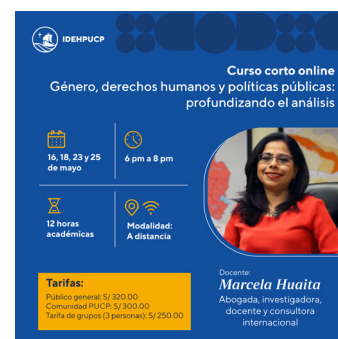 IDEHPUCP
Curso corto online
Género, derechos humanos y políticas públicas:
profundizando el análisis
16, 18, 23 y 25
de mayo
6 pm a 8 pm
12 horas
académicas
Modalidad:
A distancia
Tarifas:
Público general: S/ 320.00
Comunidad PUCP: S/ 300.00
Tarifa de grupos (3 personas): S/ 250.00
Docente:
Marcela Huaita
Abogada, investigadora,
docente y consultora
internacional